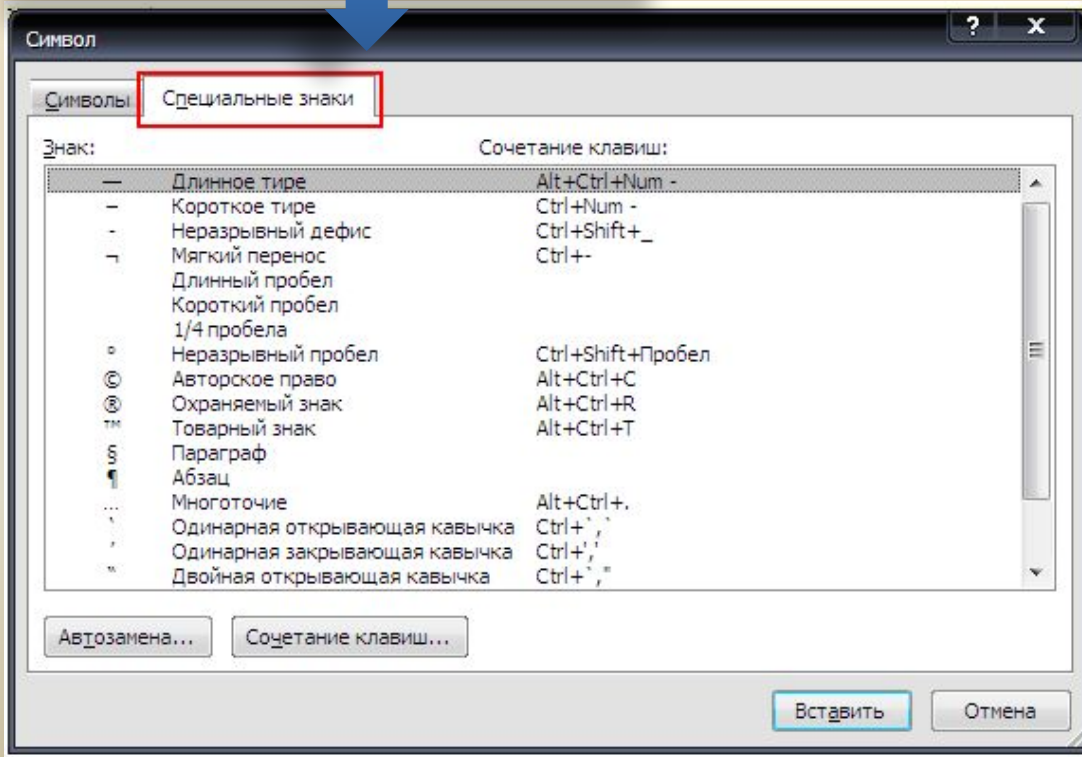 Символ
Символы Специальные знаки
Знак: Сочетание клавиш:
— Длинное тире Alt+Ctrl+Num -
– Короткое тире Ctrl+Num -
- Неразрывный дефис Ctrl+Shift+_
¬ Мягкий перенос Ctrl+-
Длинный пробел
Короткий пробел
1/4 пробела
° Неразрывный пробел Ctrl+Shift+Пробел
© Авторское право Alt+Ctrl+C
® Охраняемый знак Alt+Ctrl+R
™ Товарный знак Alt+Ctrl+T
§ Параграф
¶ Абзац
… Многоточие Alt+Ctrl+.
‛ Одинарная открывающая кавычка Ctrl+`,`
’ Одинарная закрывающая кавычка Ctrl+','
“ Двойная открывающая кавычка Ctrl+`,"
Автозамена... Сочетание клавиш...
Вставить Отмена